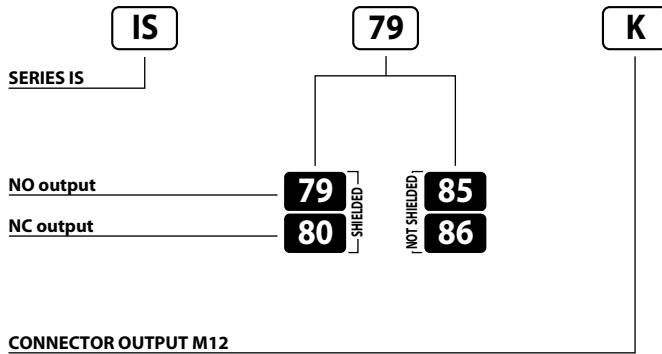 IS 79 K
SERIES IS
NO output 79 SHIELDED NOT SHIELDED 85
NC output 80 86
CONNECTOR OUTPUT M12